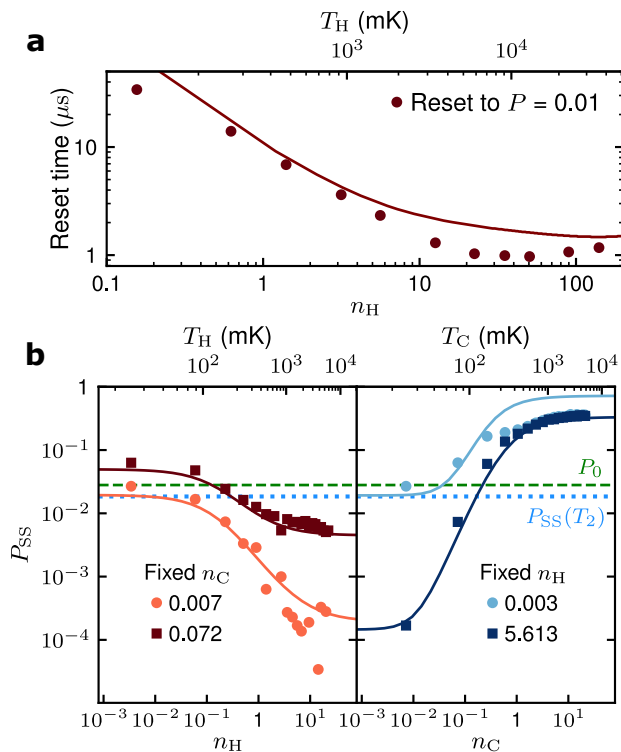 a
T_H (mK)
10^3 10^4
Reset time (μs)
10
1
Reset to P = 0.01
0.1 1 10 100
n_H
b
T_H (mK)
10^2 10^3 10^4
T_C (mK)
10^2 10^3 10^4
P_SS
1
10^-1
10^-2
10^-3
10^-4
P_0
P_SS(T_2)
Fixed n_C
0.007
0.072
Fixed n_H
0.003
5.613
10^-3 10^-2 10^-1 1 10^1
n_H
10^-3 10^-2 10^-1 1 10^1
n_C